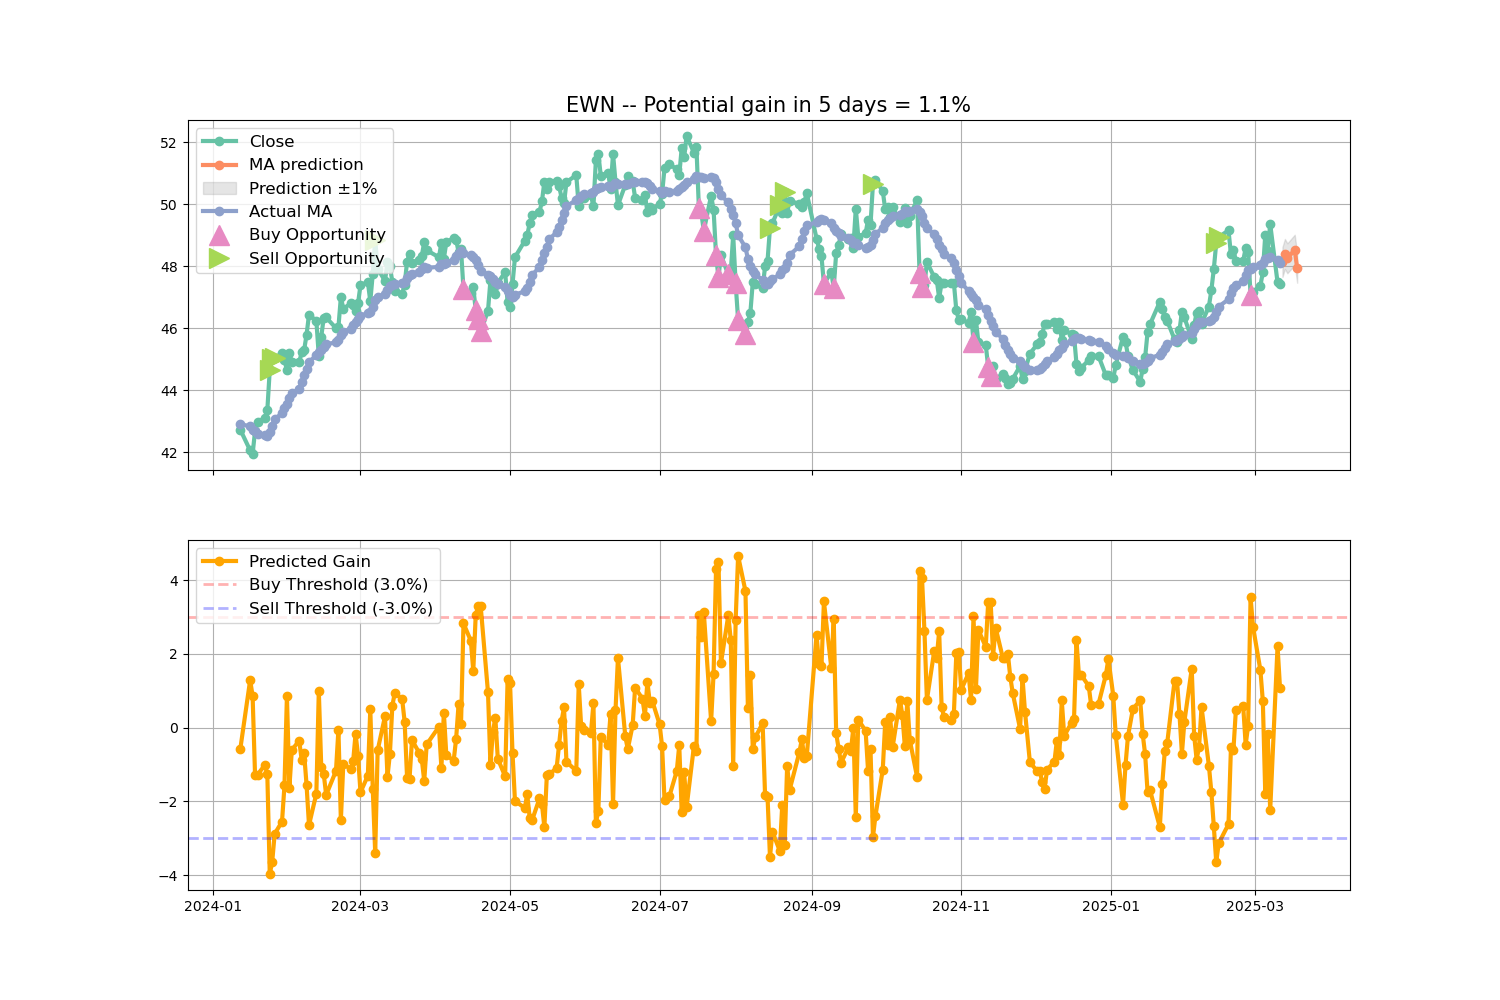 EWN -- Potential gain in 5 days = 1.1%
52
50
48
46
44
42
Close
MA prediction
Prediction ±1%
Actual MA
Buy Opportunity
Sell Opportunity
4
2
0
−2
−4
Predicted Gain
Buy Threshold (3.0%)
Sell Threshold (-3.0%)
2024-01 2024-03 2024-05 2024-07 2024-09 2024-11 2025-01 2025-03